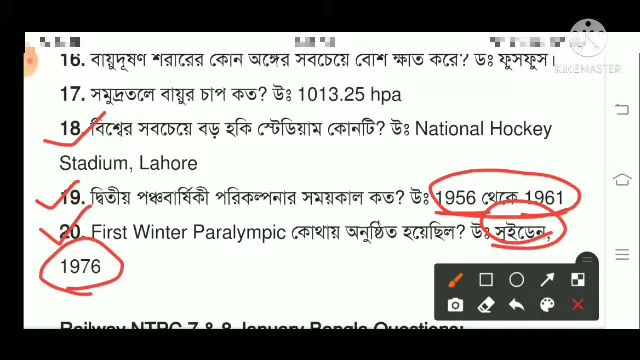 KINEMASTER
16. বায়ুদূষণ শরীরের কোন অঙ্গের সবচেয়ে বেশি ক্ষতি করে? উঃ ফুসফুস।
17. সমুদ্রতলে বায়ুর চাপ কত? উঃ 1013.25 hpa
18. বিশ্বের সবচেয়ে বড় হকি স্টেডিয়াম কোনটি? উঃ National Hockey
Stadium, Lahore
19. দ্বিতীয় পঞ্চবার্ষিকী পরিকল্পনার সময়কাল কত? উঃ 1956 থেকে 1961
20. First Winter Paralympic কোথায় অনুষ্ঠিত হয়েছিল? উঃ সুইডেন,
1976
Railway NTPC 7 & 8 January Bangla Questions: